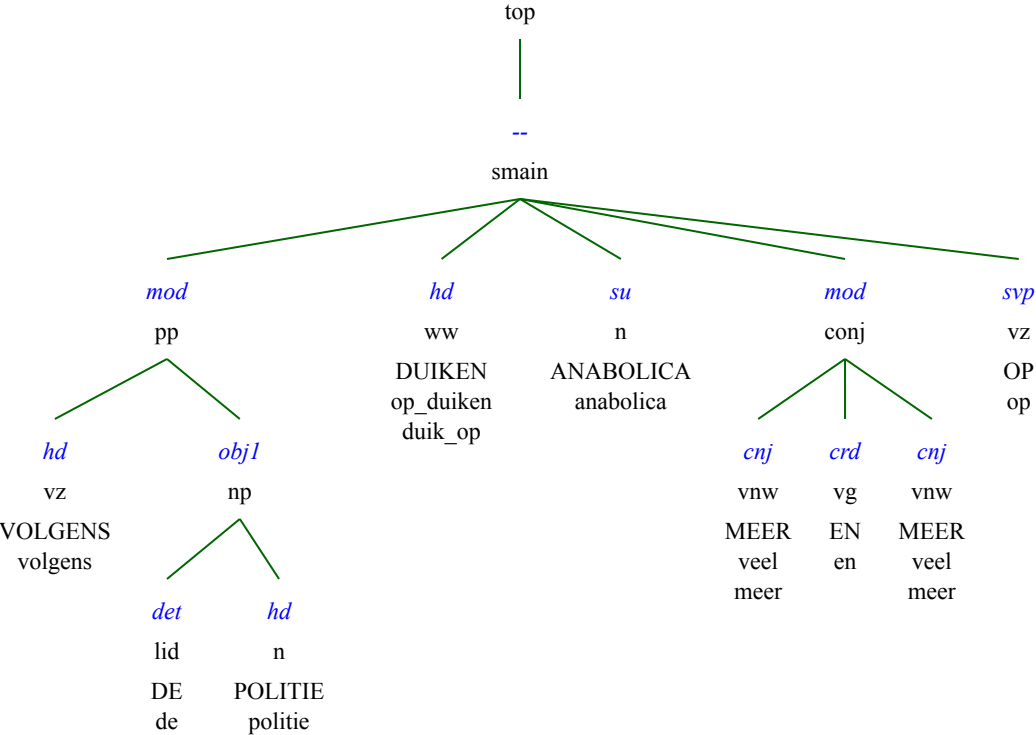 top
--
smain
mod hd su mod svp
pp ww n conj vz
DUIKEN ANABOLICA OP
op_duiken anabolica op
duik_op
hd obj1 cnj crd cnj
vz np vnw vg vnw
VOLGENS MEER EN MEER
volgens veel en veel
meer meer
det hd
lid n
DE POLITIE
de politie